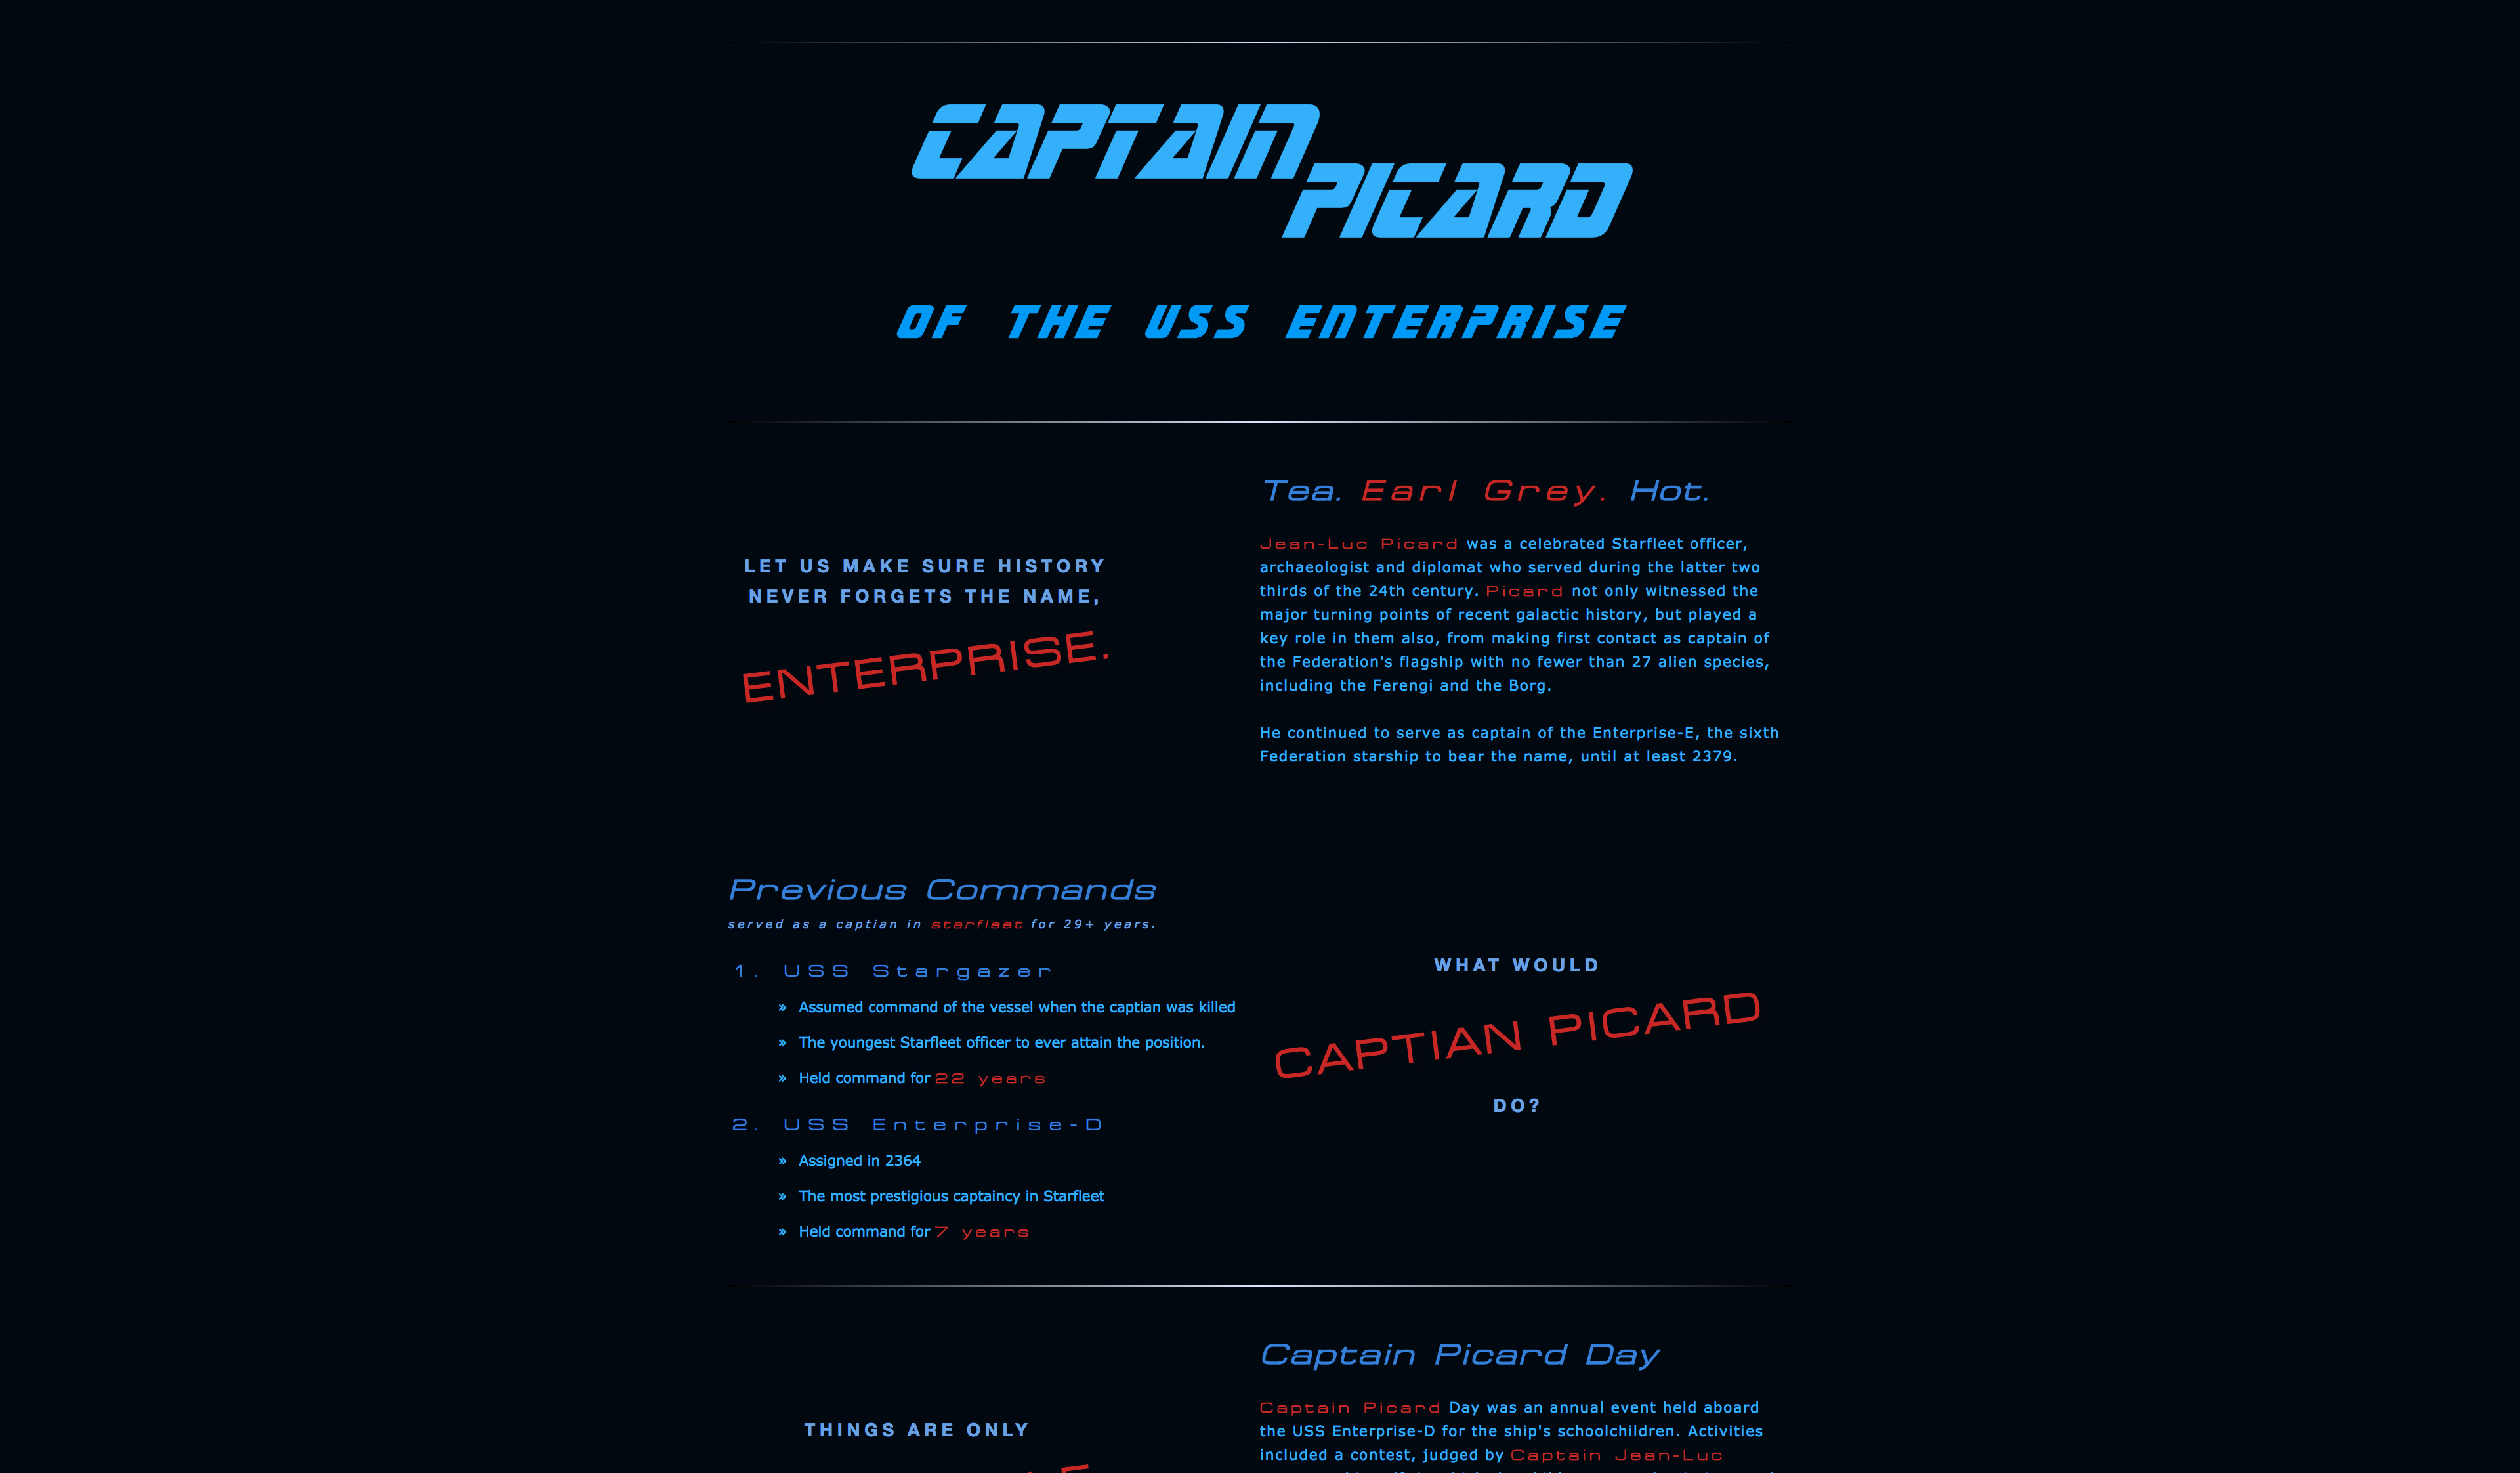 CAPTAIN
PICARD
OF THE USS ENTERPRISE
LET US MAKE SURE HISTORY
NEVER FORGETS THE NAME,
ENTERPRISE.
Tea. Earl Grey. Hot.
Jean-Luc Picard was a celebrated Starfleet officer,
archaeologist and diplomat who served during the latter two
thirds of the 24th century. Picard not only witnessed the
major turning points of recent galactic history, but played a
key role in them also, from making first contact as captain of
the Federation's flagship with no fewer than 27 alien species,
including the Ferengi and the Borg.
He continued to serve as captain of the Enterprise-E, the sixth
Federation starship to bear the name, until at least 2379.
Previous Commands
served as a captian in starfleet for 29+ years.
1. USS Stargazer
» Assumed command of the vessel when the captian was killed
» The youngest Starfleet officer to ever attain the position.
» Held command for 22 years
2. USS Enterprise-D
» Assigned in 2364
» The most prestigious captaincy in Starfleet
» Held command for 7 years
WHAT WOULD
CAPTIAN PICARD
DO?
THINGS ARE ONLY
Captain Picard Day
Captain Picard Day was an annual event held aboard
the USS Enterprise-D for the ship's schoolchildren. Activities
included a contest, judged by Captain Jean-Luc